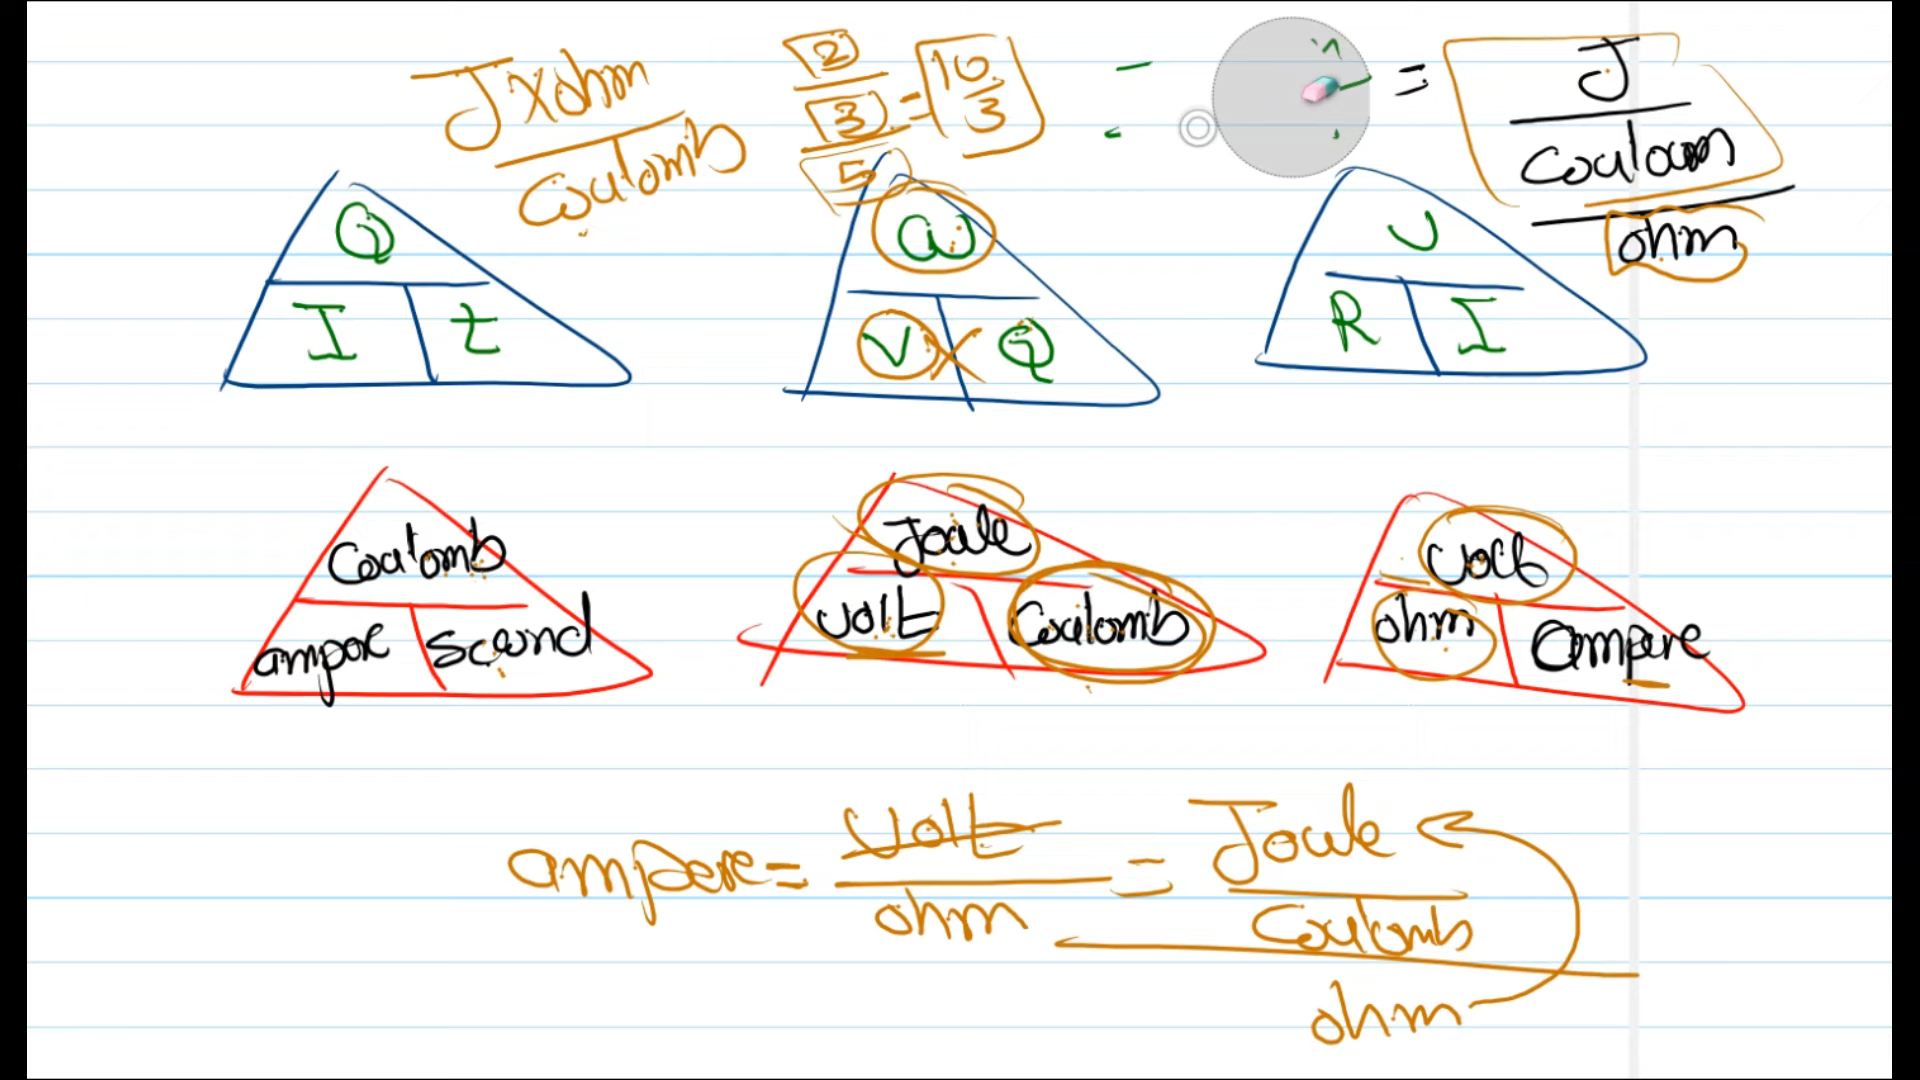 J×ohm
coulomb
2
3
5
= 10
3
= J
coulom
ohm
Q
I t
W
V × Q
V
R I
Coulomb
ampere Second
Joule
Volt Coulomb
Volt
ohm ampere
ampere = Volt = Joule
ohm Coulomb
ohm